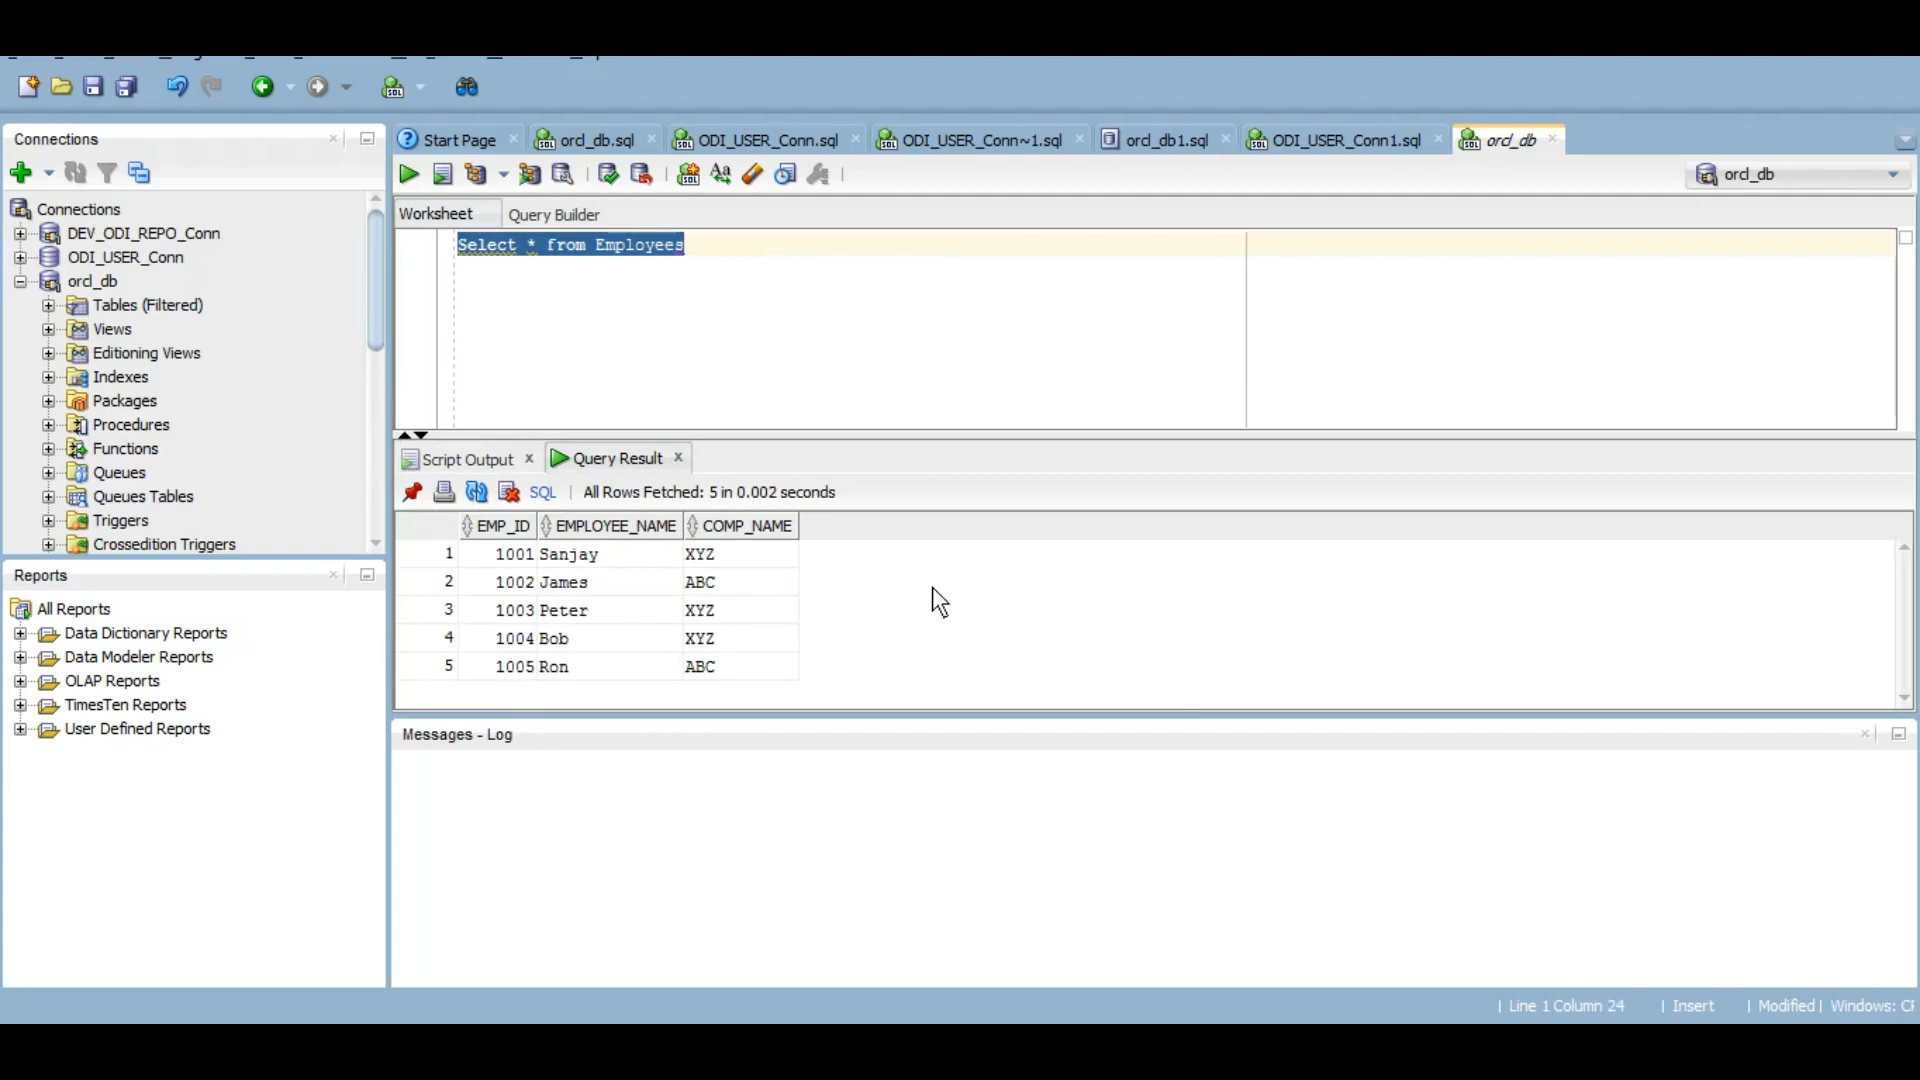 Connections
Start Page
orcl_db.sql
ODI_USER_Conn.sql
ODI_USER_Conn~1.sql
orcl_db1.sql
ODI_USER_Conn1.sql
orcl_db
orcl_db
Connections
DEV_ODI_REPO_Conn
ODI_USER_Conn
orcl_db
Tables (Filtered)
Views
Editioning Views
Indexes
Packages
Procedures
Functions
Queues
Queues Tables
Triggers
Crossedition Triggers
Worksheet
Query Builder
Select * from Employees
Script Output
Query Result
SQL
All Rows Fetched: 5 in 0.002 seconds
EMP_ID EMPLOYEE_NAME COMP_NAME
1 1001 Sanjay XYZ
2 1002 James ABC
3 1003 Peter XYZ
4 1004 Bob XYZ
5 1005 Ron ABC
Reports
All Reports
Data Dictionary Reports
Data Modeler Reports
OLAP Reports
TimesTen Reports
User Defined Reports
Messages - Log
| Line 1 Column 24 | Insert | Modified | Windows: